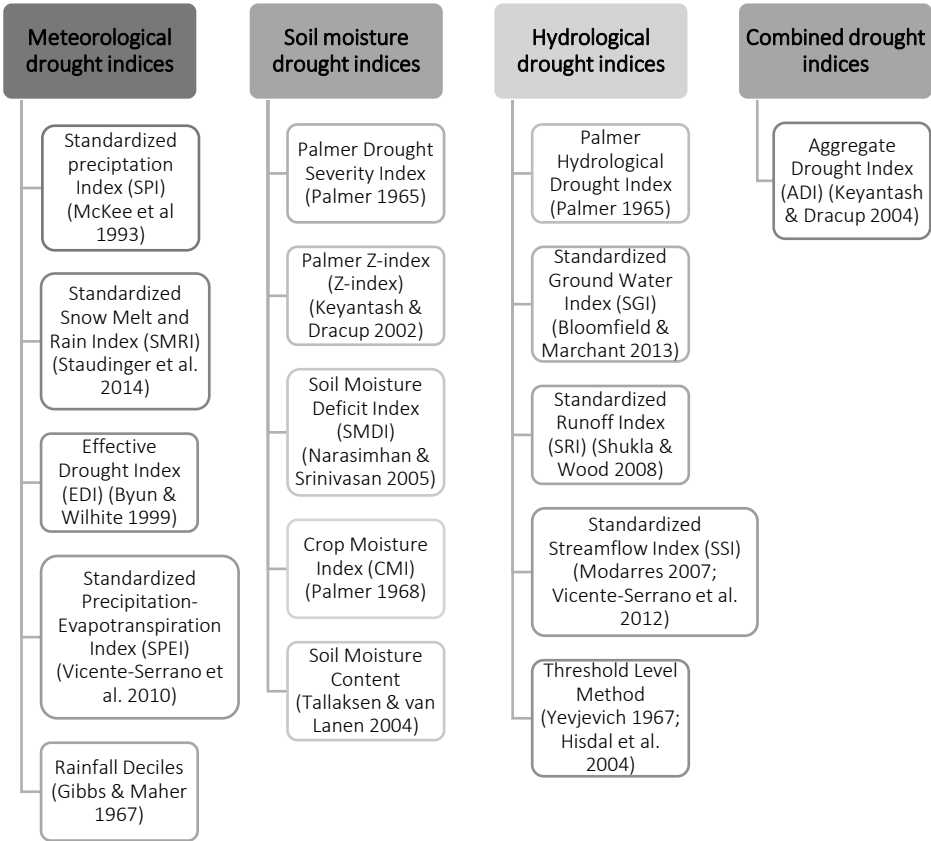 Meteorological
drought indices
Standardized
preciptation
Index (SPI)
(McKee et al
1993)
Standardized
Snow Melt and
Rain Index (SMRI)
(Staudinger et al.
2014)
Effective
Drought Index
(EDI) (Byun &
Wilhite 1999)
Standardized
Precipitation-
Evapotranspiration
Index (SPEI)
(Vicente-Serrano et
al. 2010)
Rainfall Deciles
(Gibbs & Maher
1967)
Soil moisture
drought indices
Palmer Drought
Severity Index
(Palmer 1965)
Palmer Z-index
(Z-index)
(Keyantash &
Dracup 2002)
Soil Moisture
Deficit Index
(SMDI)
(Narasimhan &
Srinivasan 2005)
Crop Moisture
Index (CMI)
(Palmer 1968)
Soil Moisture
Content
(Tallaksen & van
Lanen 2004)
Hydrological
drought indices
Palmer
Hydrological
Drought Index
(Palmer 1965)
Standardized
Ground Water
Index (SGI)
(Bloomfield &
Marchant 2013)
Standardized
Runoff Index
(SRI) (Shukla &
Wood 2008)
Standardized
Streamflow Index (SSI)
(Modarres 2007;
Vicente-Serrano et al.
2012)
Threshold Level
Method
(Yevjevich 1967;
Hisdal et al.
2004)
Combined drought
indices
Aggregate
Drought Index
(ADI) (Keyantash
& Dracup 2004)